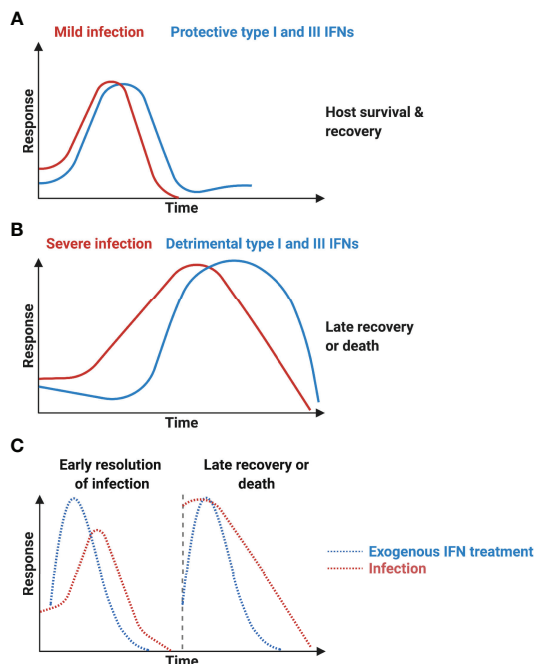 A
Mild infection Protective type I and III IFNs
Response
Host survival &
recovery
Time
B
Severe infection Detrimental type I and III IFNs
Response
Late recovery
or death
Time
C
Early resolution
of infection
Late recovery or
death
Response
Exogenous IFN treatment
Infection
Time